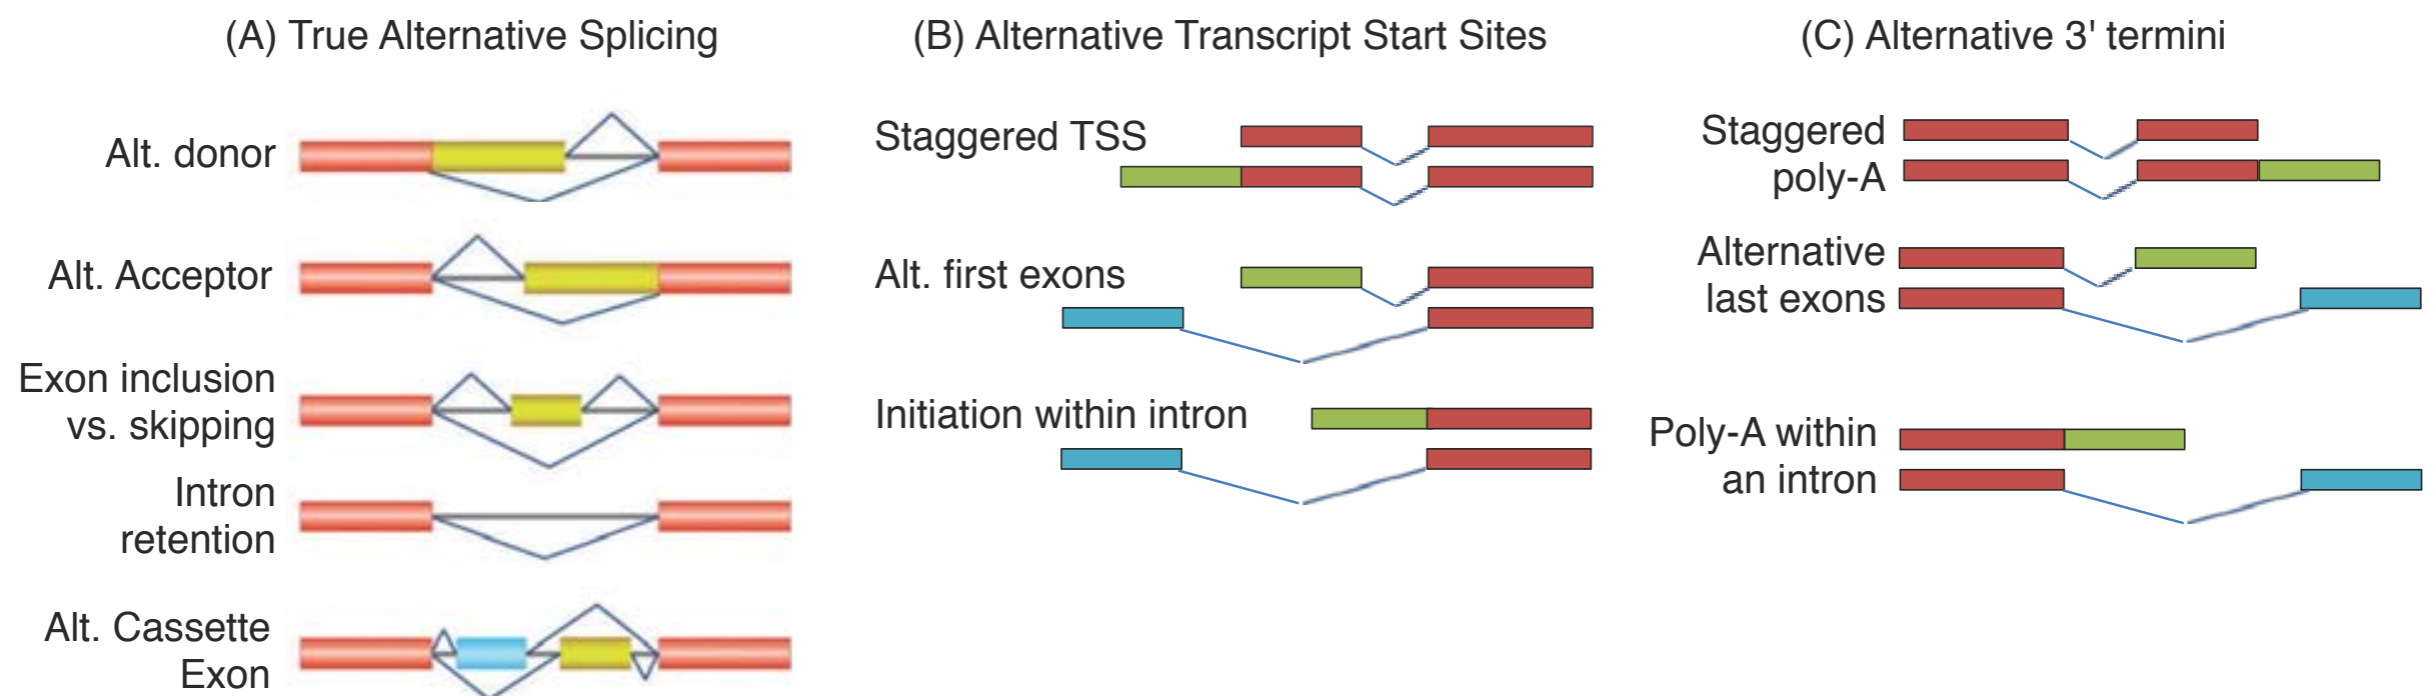 (A) True Alternative Splicing
Alt. donor
Alt. Acceptor
Exon inclusion
vs. skipping
Intron
retention
Alt. Cassette
Exon
(B) Alternative Transcript Start Sites
Staggered TSS
Alt. first exons
Initiation within intron
(C) Alternative 3' termini
Staggered
poly-A
Alternative
last exons
Poly-A within
an intron